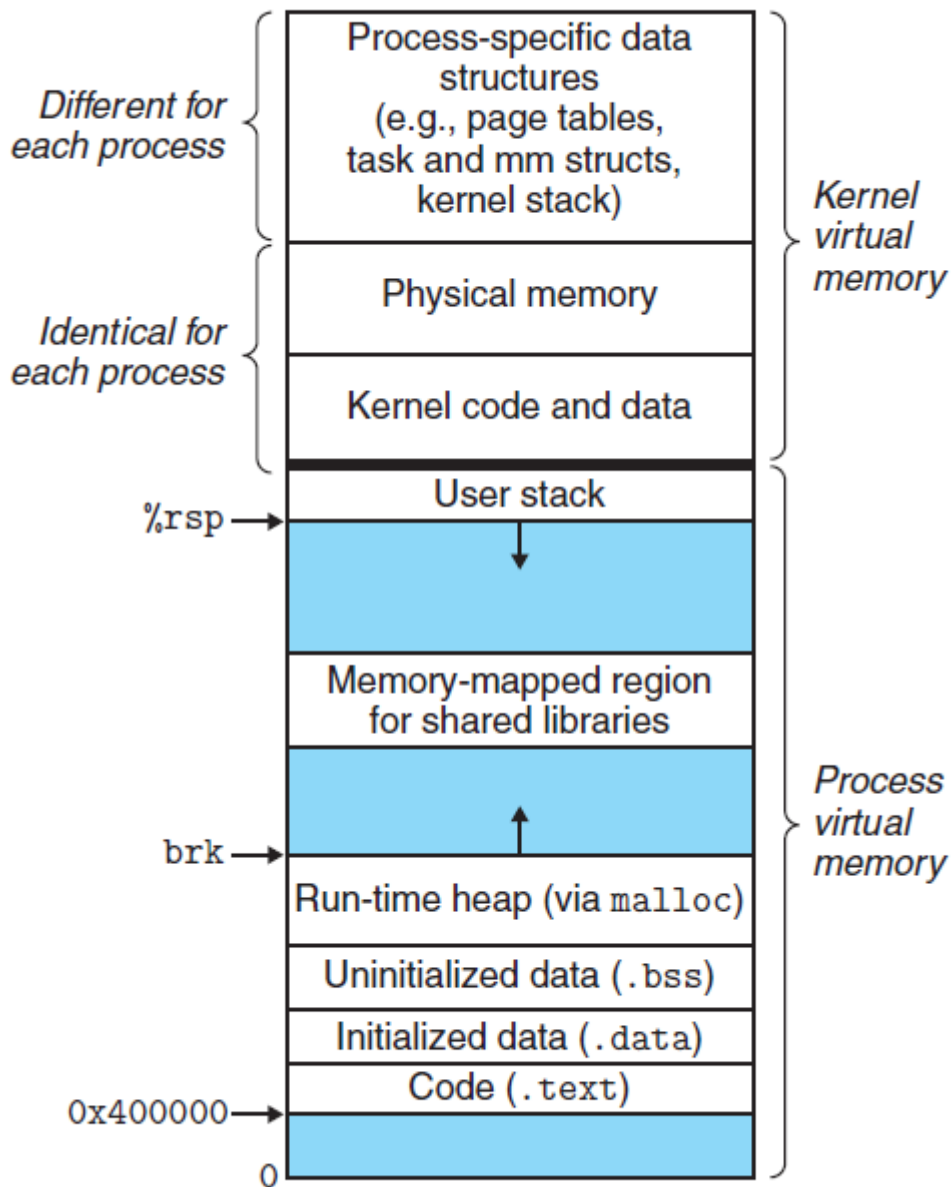 Process-specific data
structures
(e.g., page tables,
task and mm structs,
kernel stack)
Different for
each process
Kernel
virtual
memory
Physical memory
Identical for
each process
Kernel code and data
User stack
%rsp
Memory-mapped region
for shared libraries
Process
virtual
memory
brk
Run-time heap (via malloc)
Uninitialized data (.bss)
Initialized data (.data)
Code (.text)
0x400000
0